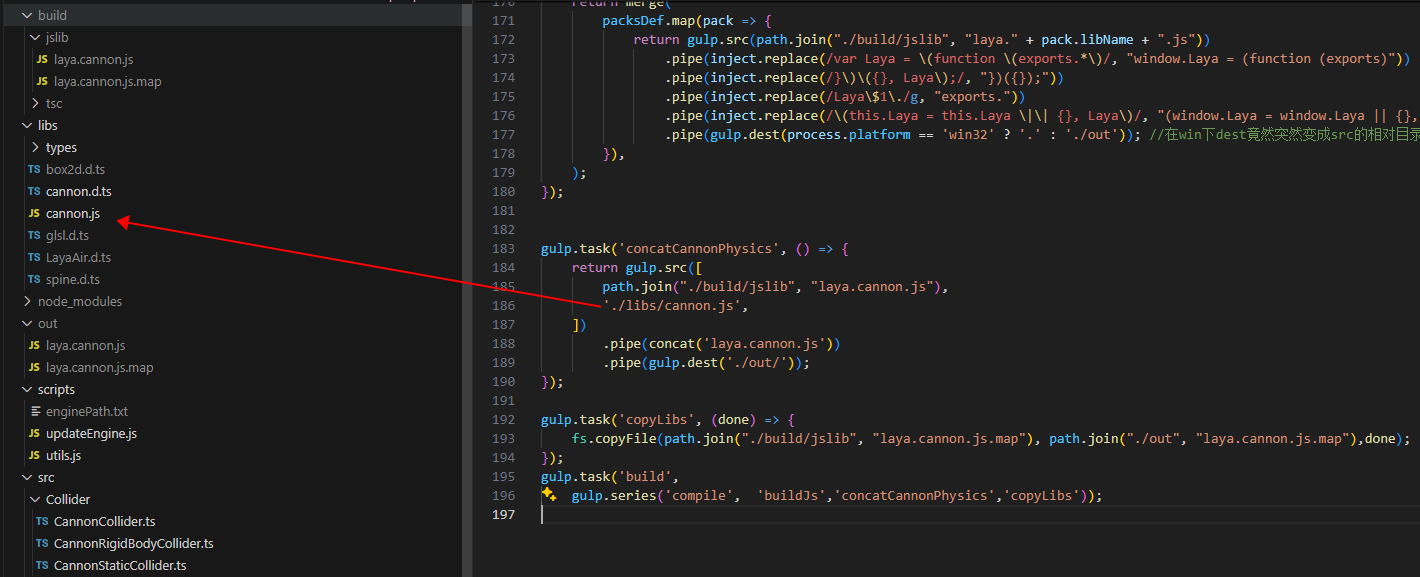 build
jslib
JS laya.cannon.js
JS laya.cannon.js.map
tsc
libs
types
TS box2d.d.ts
TS cannon.d.ts
JS cannon.js
TS glsl.d.ts
TS LayaAir.d.ts
TS spine.d.ts
node_modules
out
JS laya.cannon.js
JS laya.cannon.js.map
scripts
enginePath.txt
JS updateEngine.js
JS utils.js
src
Collider
TS CannonCollider.ts
TS CannonRigidBodyCollider.ts
TS CannonStaticCollider.ts
170 return merge(
171 packsDef.map(pack => {
172 return gulp.src(path.join("./build/jslib", "laya." + pack.libName + ".js"))
173 .pipe(inject.replace(/var Laya = \(function \(exports.*\)/, "window.Laya = (function (exports)"))
174 .pipe(inject.replace(/}\)\({}, Laya\);/, "})({});"))
175 .pipe(inject.replace(/Laya\$1\./g, "exports."))
176 .pipe(inject.replace(/\(this.Laya = this.Laya \|\| {}, Laya\)/, "(window.Laya = window.Laya || {},
177 .pipe(gulp.dest(process.platform == 'win32' ? '.' : './out')); //在win下dest竟然突然变成src的相对目录
178 }),
179 );
180 });
181
182
183 gulp.task('concatCannonPhysics', () => {
184 return gulp.src([
185 path.join("./build/jslib", "laya.cannon.js"),
186 './libs/cannon.js',
187 ])
188 .pipe(concat('laya.cannon.js'))
189 .pipe(gulp.dest('./out/'));
190 });
191
192 gulp.task('copyLibs', (done) => {
193 fs.copyFile(path.join("./build/jslib", "laya.cannon.js.map"), path.join("./out", "laya.cannon.js.map"),done);
194 });
195 gulp.task('build',
196 gulp.series('compile', 'buildJs','concatCannonPhysics','copyLibs'));
197